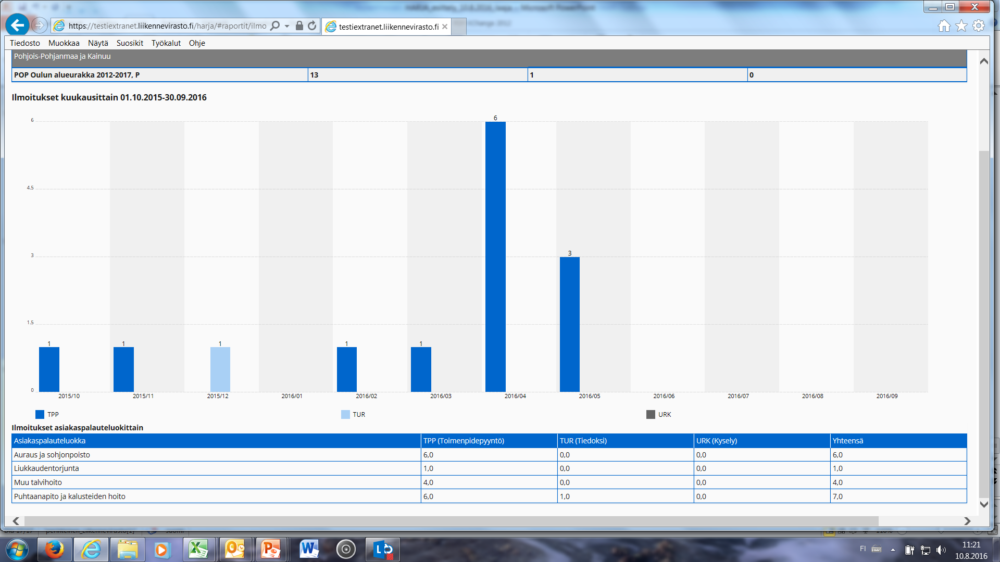 https://testiextranet.liikennevirasto.fi/harja/#raportit/ilmo
testiextranet.liikennevirasto.fi
Tiedosto Muokkaa Näytä Suosikit Työkalut Ohje
Pohjois-Pohjanmaa ja Kainuu
POP Oulun alueurakka 2012-2017, P 13 1 0
Ilmoitukset kuukausittain 01.10.2015-30.09.2016
6
6
4.5
3
3
1.5
1 1 1 1 1
0
2015/10 2015/11 2015/12 2016/01 2016/02 2016/03 2016/04 2016/05 2016/06 2016/07 2016/08 2016/09
TPP TUR URK
Ilmoitukset asiakaspalauteluokittain
Asiakaspalauteluokka TPP (Toimenpidepyyntö) TUR (Tiedoksi) URK (Kysely) Yhteensä
Auraus ja sohjonpoisto 6,0 0,0 0,0 6,0
Liukkaudentorjunta 1,0 0,0 0,0 1,0
Muu talvihoito 4,0 0,0 0,0 4,0
Puhtaanapito ja kalusteiden hoito 6,0 1,0 0,0 7,0
FI 11:21
10.8.2016